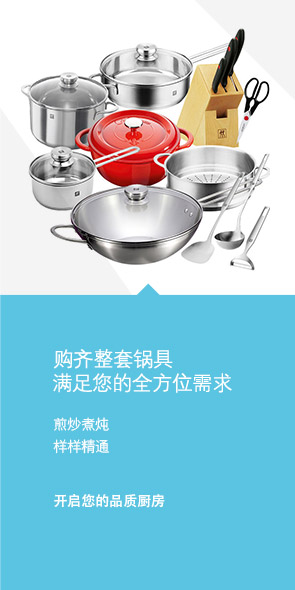 购齐整套锅具
满足您的全方位需求
煎炒煮炖
样样精通
开启您的品质厨房